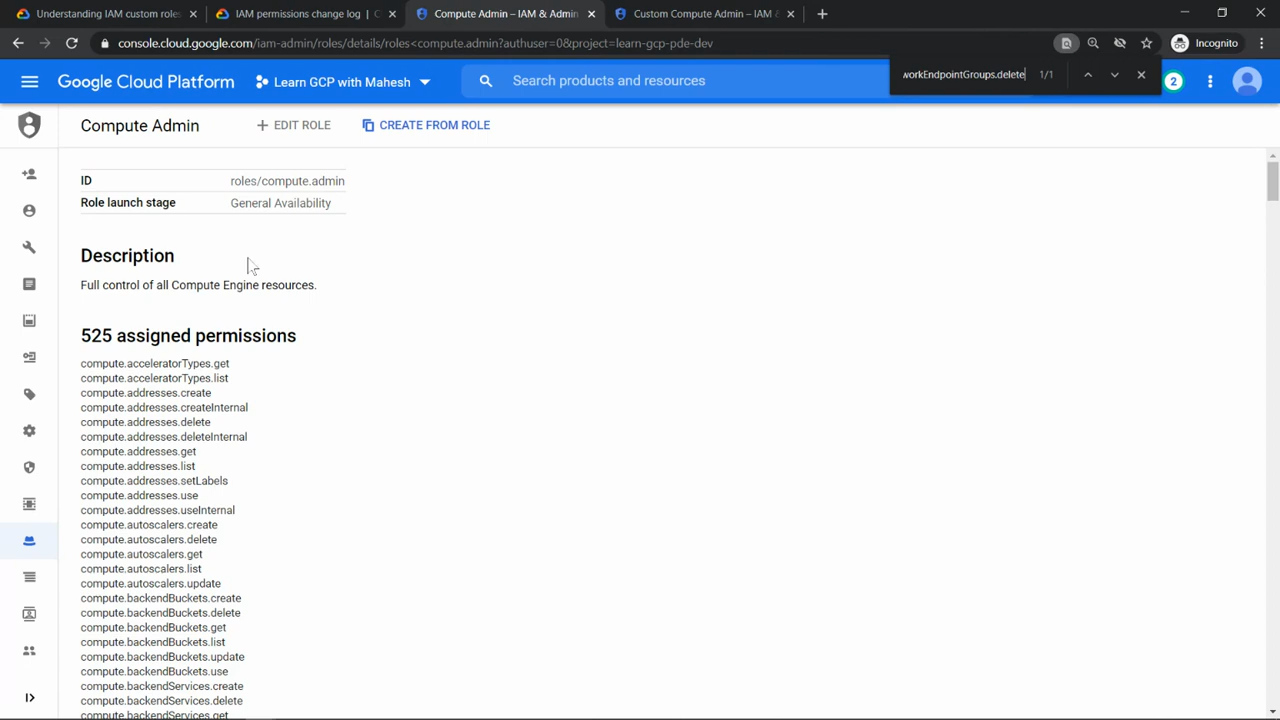 Understanding IAM custom roles
IAM permissions change log | C
Compute Admin – IAM & Admin
Custom Compute Admin – IAM &
console.cloud.google.com/iam-admin/roles/details/roles<compute.admin?authuser=0&project=learn-gcp-pde-dev
Incognito
workEndpointGroups.delete 1/1
Google Cloud Platform
Learn GCP with Mahesh
Search products and resources
2
Compute Admin
EDIT ROLE
CREATE FROM ROLE
ID roles/compute.admin
Role launch stage General Availability
Description
Full control of all Compute Engine resources.
525 assigned permissions
compute.acceleratorTypes.get
compute.acceleratorTypes.list
compute.addresses.create
compute.addresses.createInternal
compute.addresses.delete
compute.addresses.deleteInternal
compute.addresses.get
compute.addresses.list
compute.addresses.setLabels
compute.addresses.use
compute.addresses.useInternal
compute.autoscalers.create
compute.autoscalers.delete
compute.autoscalers.get
compute.autoscalers.list
compute.autoscalers.update
compute.backendBuckets.create
compute.backendBuckets.delete
compute.backendBuckets.get
compute.backendBuckets.list
compute.backendBuckets.update
compute.backendBuckets.use
compute.backendServices.create
compute.backendServices.delete
compute.backendServices.get